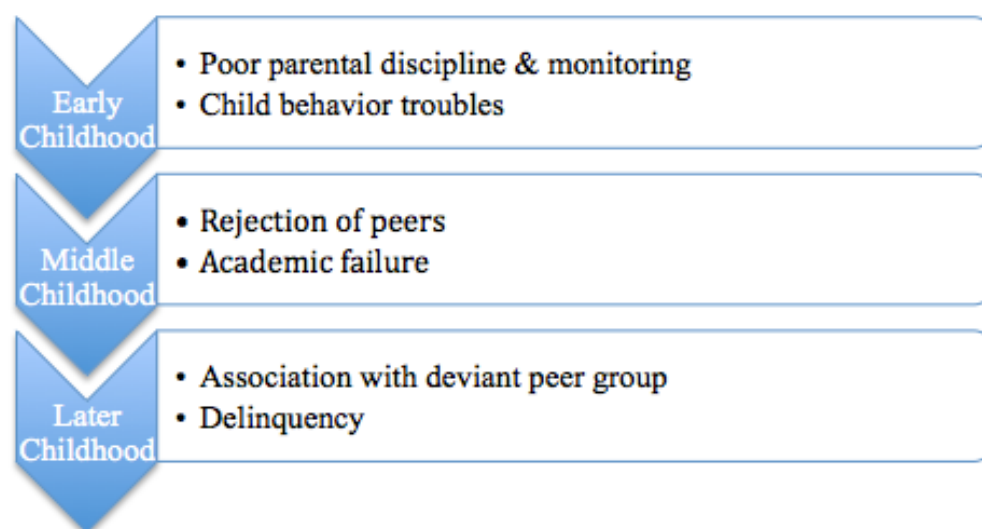 Early
Childhood
• Poor parental discipline & monitoring
• Child behavior troubles
Middle
Childhood
• Rejection of peers
• Academic failure
Later
Childhood
• Association with deviant peer group
• Delinquency